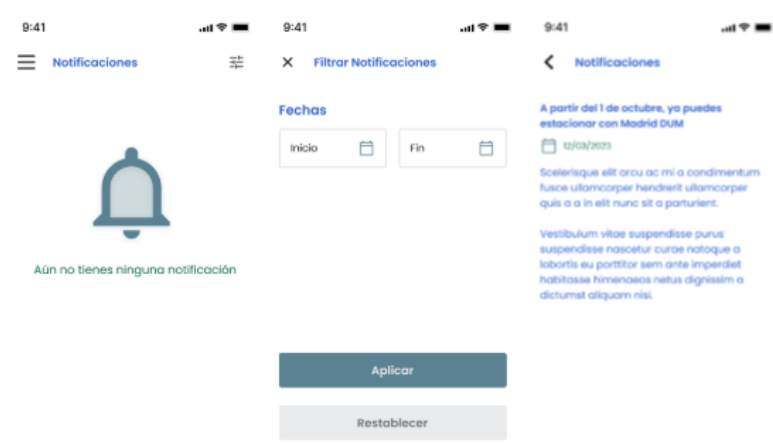 9:41
Notificaciones
Aún no tienes ninguna notificación
9:41
Filtrar Notificaciones
Fechas
Inicio
Fin
Aplicar
Restablecer
9:41
Notificaciones
A partir del 1 de octubre, ya puedes
estacionar con Madrid DUM
12/03/2023
Scelerisque elit arcu ac mi a condimentum
fusce ullamcorper hendrerit ullamcorper
quis a a in elit nunc sit a parturient.
Vestibulum vitae suspendisse purus
suspendisse nascetur curae natoque a
lobortis eu porttitor sem ante imperdiet
habitasse himenaeos netus dignissim a
dictumst aliquam nisi.